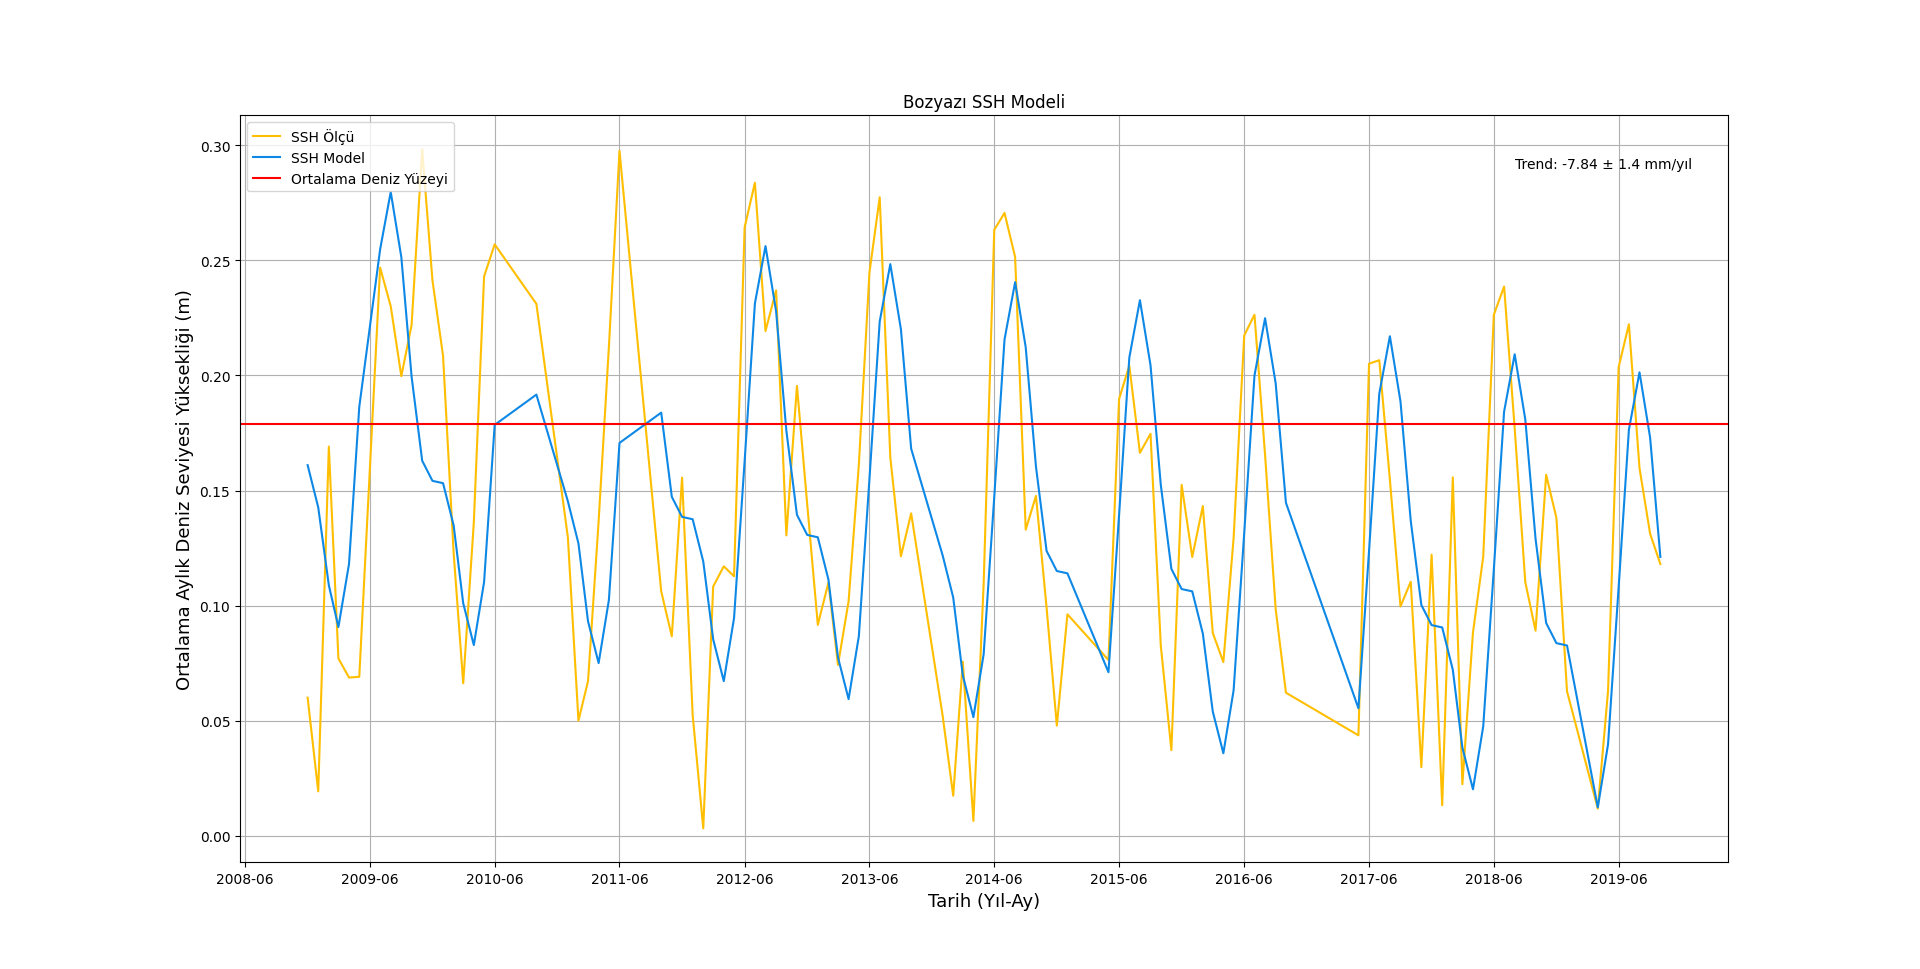 Bozyazı SSH Modeli
SSH Ölçü
SSH Model
Ortalama Deniz Yüzeyi
Trend: -7.84 ± 1.4 mm/yıl
Ortalama Aylık Deniz Seviyesi Yüksekliği (m)
0.30
0.25
0.20
0.15
0.10
0.05
0.00
2008-06 2009-06 2010-06 2011-06 2012-06 2013-06 2014-06 2015-06 2016-06 2017-06 2018-06 2019-06
Tarih (Yıl-Ay)